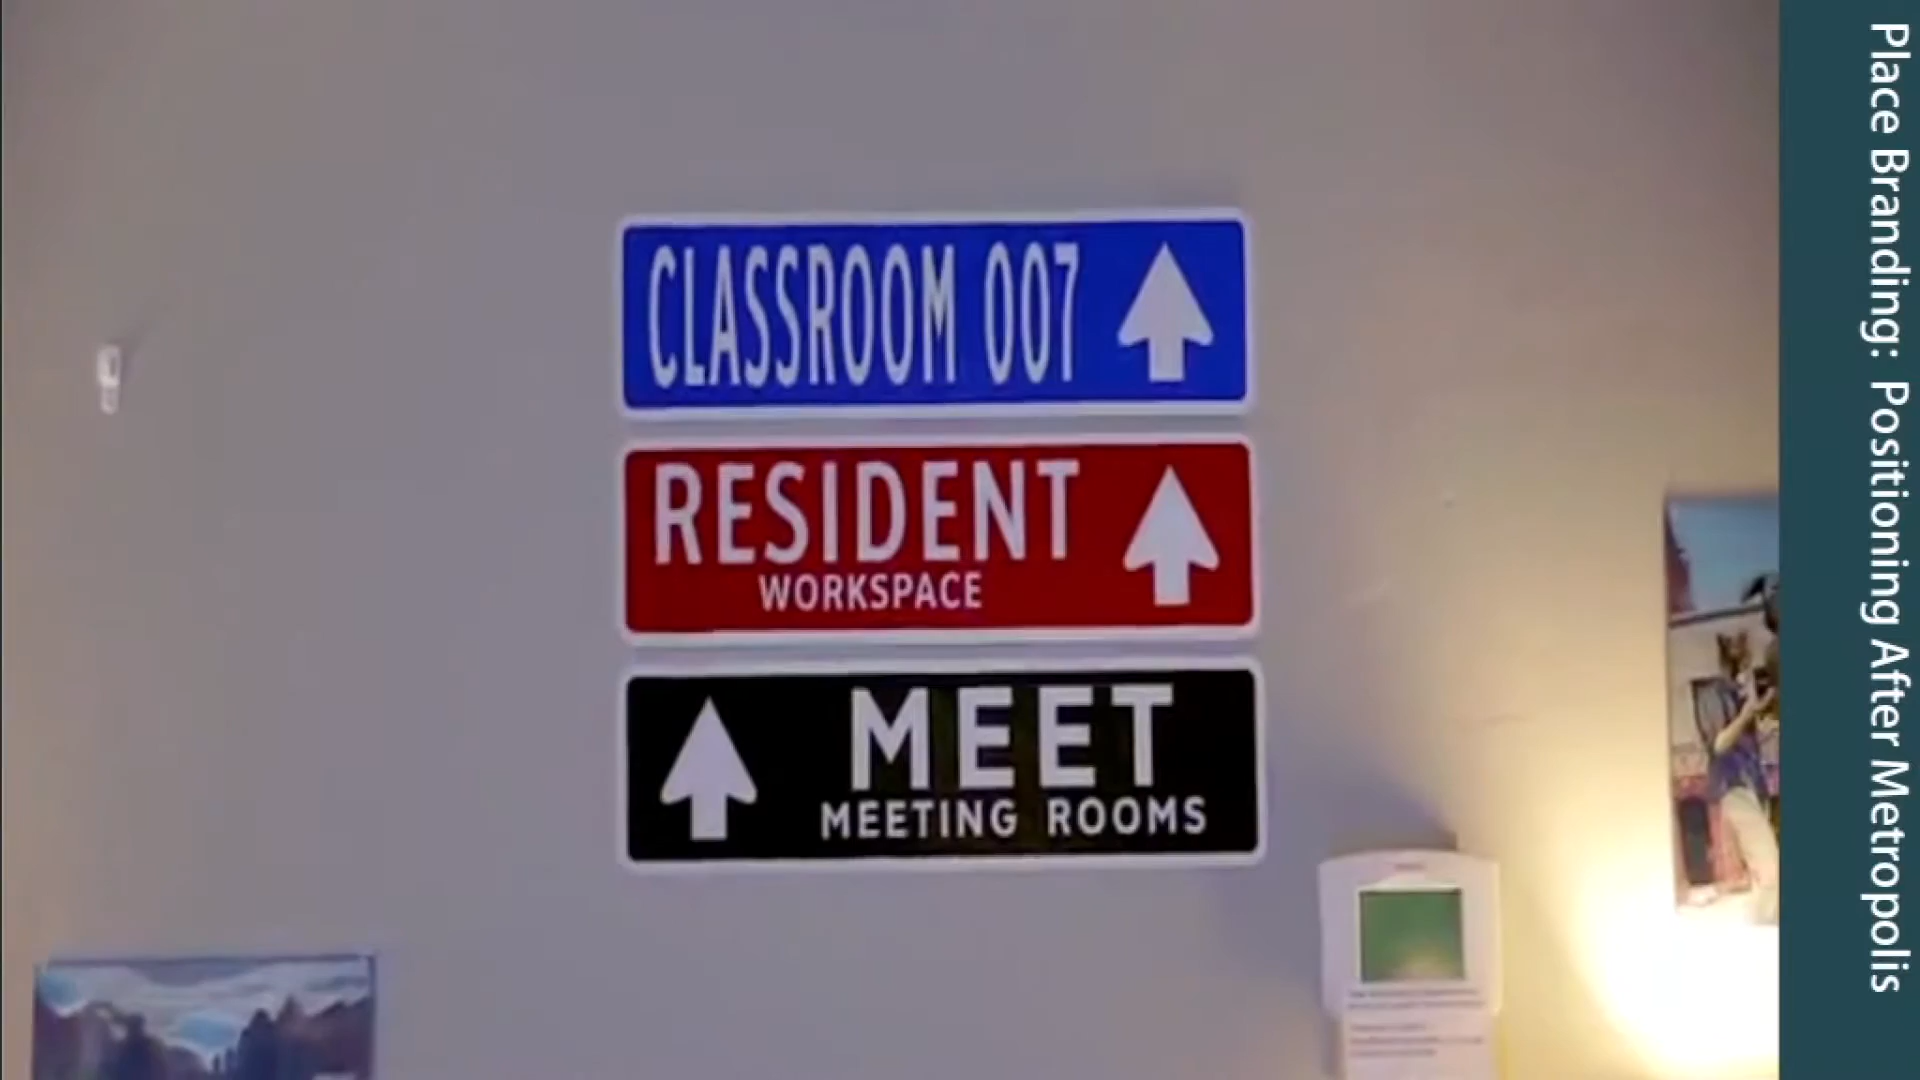 CLASSROOM 007
RESIDENT
WORKSPACE
MEET
MEETING ROOMS
Place Branding: Positioning After Metropolis